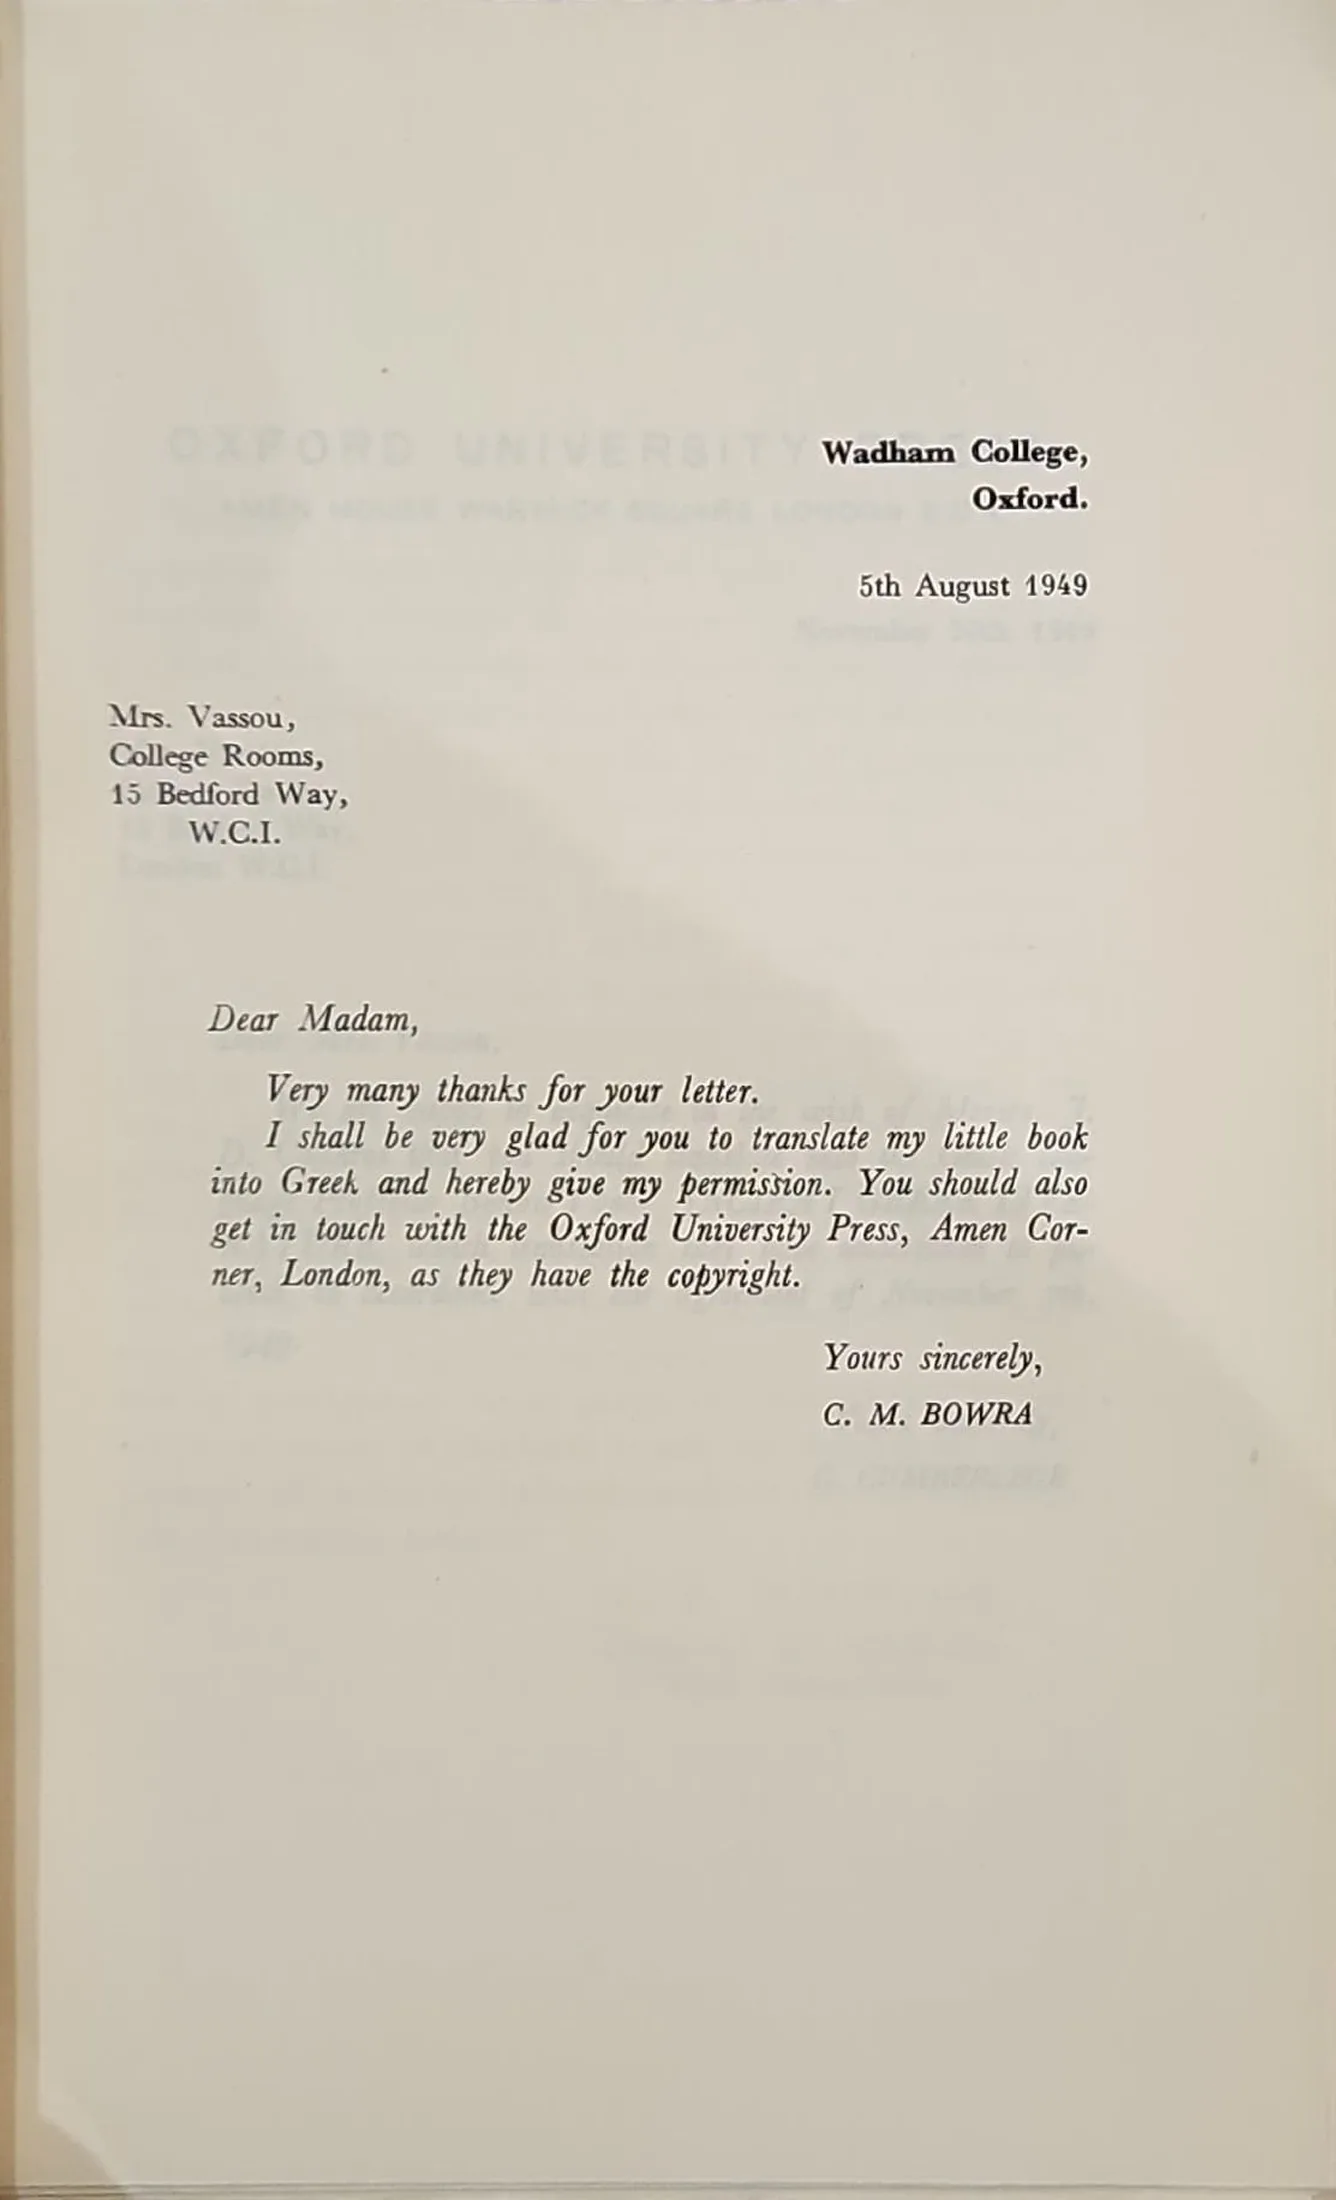 Wadham College,
Oxford.
5th August 1949
Mrs. Vassou,
College Rooms,
15 Bedford Way,
W.C.I.
Dear Madam,
Very many thanks for your letter.
I shall be very glad for you to translate my little book
into Greek and hereby give my permission. You should also
get in touch with the Oxford University Press, Amen Cor-
ner, London, as they have the copyright.
Yours sincerely,
C. M. BOWRA